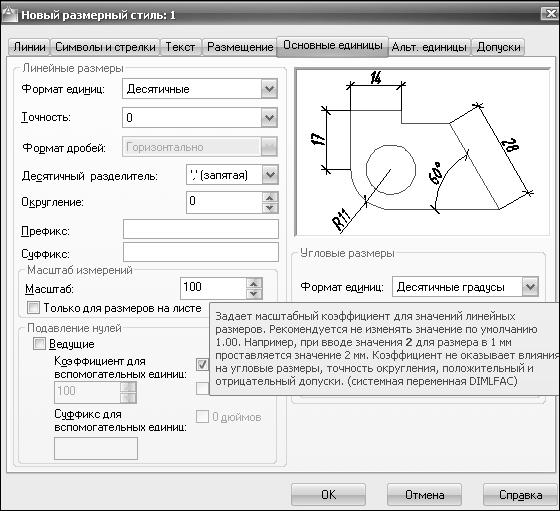 Новый размерный стиль: 1
Линии
Символы и стрелки
Текст
Размещение
Основные единицы
Альт. единицы
Допуски
Линейные размеры
Формат единиц:
Десятичные
Точность:
0
Формат дробей:
Горизонтально
Десятичный разделитель:
',' (запятая)
Округление:
0
Префикс:
Суффикс:
Масштаб измерений
Масштаб:
100
Только для размеров на листе
Подавление нулей
Ведущие
Коэффициент для
вспомогательных единиц:
100
Суффикс для
вспомогательных единиц:
0 дюймов
14
17
28
60°
R11
Угловые размеры
Формат единиц:
Десятичные градусы
Задает масштабный коэффициент для значений линейных
размеров. Рекомендуется не изменять значение по умолчанию
1.00. Например, при вводе значения 2 для размера в 1 мм
проставляется значение 2 мм. Коэффициент не оказывает влияния
на угловые размеры, точность округления, положительный и
отрицательный допуски. (системная переменная DIMLFAC)
OK
Отмена
Справка